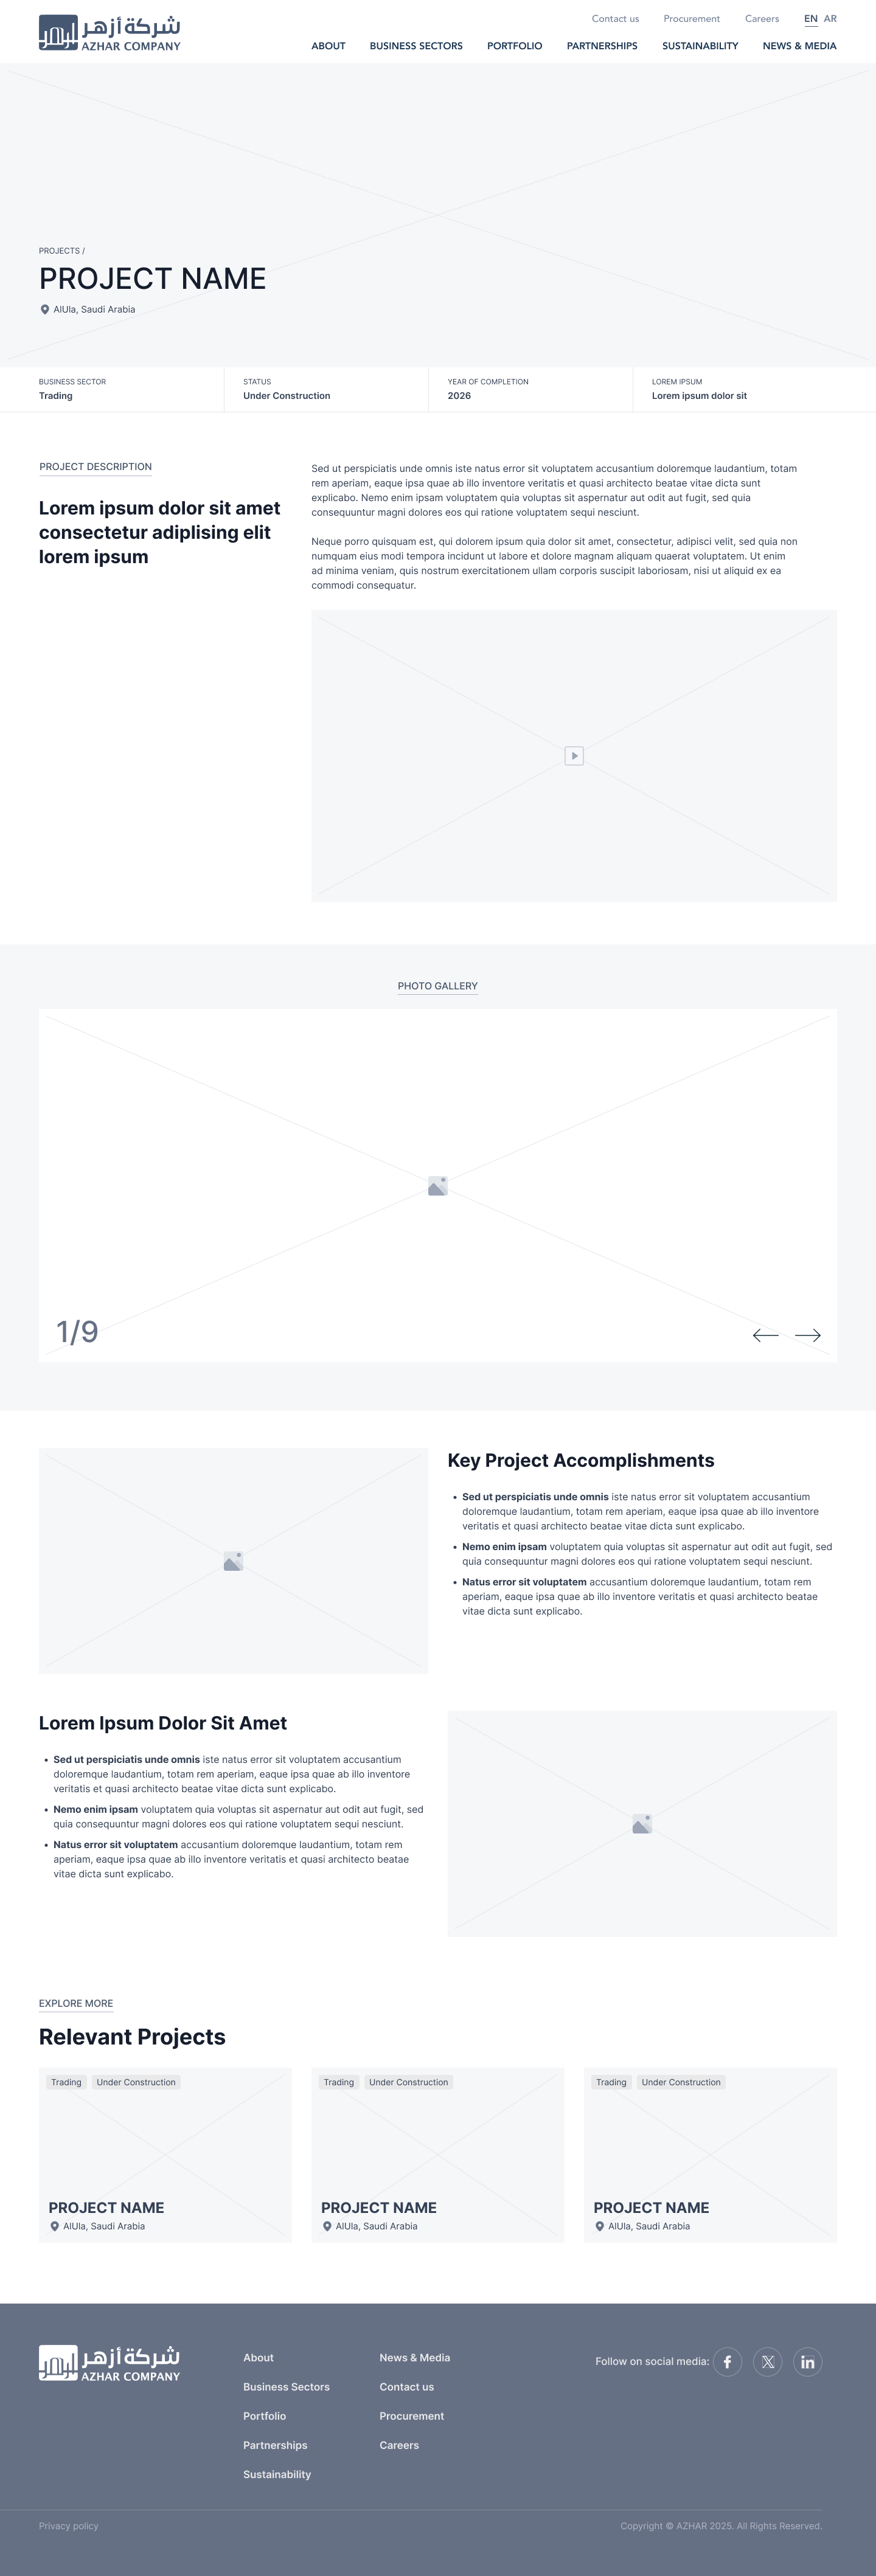 شركة أزهر
AZHAR COMPANY
Contact us Procurement Careers EN AR
ABOUT BUSINESS SECTORS PORTFOLIO PARTNERSHIPS SUSTAINABILITY NEWS & MEDIA
PROJECTS /
PROJECT NAME
AlUla, Saudi Arabia
BUSINESS SECTOR
Trading
STATUS
Under Construction
YEAR OF COMPLETION
2026
LOREM IPSUM
Lorem ipsum dolor sit
PROJECT DESCRIPTION
Lorem ipsum dolor sit amet
consectetur adiplising elit
lorem ipsum
Sed ut perspiciatis unde omnis iste natus error sit voluptatem accusantium doloremque laudantium, totam
rem aperiam, eaque ipsa quae ab illo inventore veritatis et quasi architecto beatae vitae dicta sunt
explicabo. Nemo enim ipsam voluptatem quia voluptas sit aspernatur aut odit aut fugit, sed quia
consequuntur magni dolores eos qui ratione voluptatem sequi nesciunt.
Neque porro quisquam est, qui dolorem ipsum quia dolor sit amet, consectetur, adipisci velit, sed quia non
numquam eius modi tempora incidunt ut labore et dolore magnam aliquam quaerat voluptatem. Ut enim
ad minima veniam, quis nostrum exercitationem ullam corporis suscipit laboriosam, nisi ut aliquid ex ea
commodi consequatur.
PHOTO GALLERY
1/9
Key Project Accomplishments
• Sed ut perspiciatis unde omnis iste natus error sit voluptatem accusantium
doloremque laudantium, totam rem aperiam, eaque ipsa quae ab illo inventore
veritatis et quasi architecto beatae vitae dicta sunt explicabo.
• Nemo enim ipsam voluptatem quia voluptas sit aspernatur aut odit aut fugit, sed
quia consequuntur magni dolores eos qui ratione voluptatem sequi nesciunt.
• Natus error sit voluptatem accusantium doloremque laudantium, totam rem
aperiam, eaque ipsa quae ab illo inventore veritatis et quasi architecto beatae
vitae dicta sunt explicabo.
Lorem Ipsum Dolor Sit Amet
• Sed ut perspiciatis unde omnis iste natus error sit voluptatem accusantium
doloremque laudantium, totam rem aperiam, eaque ipsa quae ab illo inventore
veritatis et quasi architecto beatae vitae dicta sunt explicabo.
• Nemo enim ipsam voluptatem quia voluptas sit aspernatur aut odit aut fugit, sed
quia consequuntur magni dolores eos qui ratione voluptatem sequi nesciunt.
• Natus error sit voluptatem accusantium doloremque laudantium, totam rem
aperiam, eaque ipsa quae ab illo inventore veritatis et quasi architecto beatae
vitae dicta sunt explicabo.
EXPLORE MORE
Relevant Projects
Trading Under Construction
PROJECT NAME
AlUla, Saudi Arabia
Trading Under Construction
PROJECT NAME
AlUla, Saudi Arabia
Trading Under Construction
PROJECT NAME
AlUla, Saudi Arabia
شركة أزهر
AZHAR COMPANY
About
Business Sectors
Portfolio
Partnerships
Sustainability
News & Media
Contact us
Procurement
Careers
Follow on social media:
Privacy policy
Copyright © AZHAR 2025. All Rights Reserved.